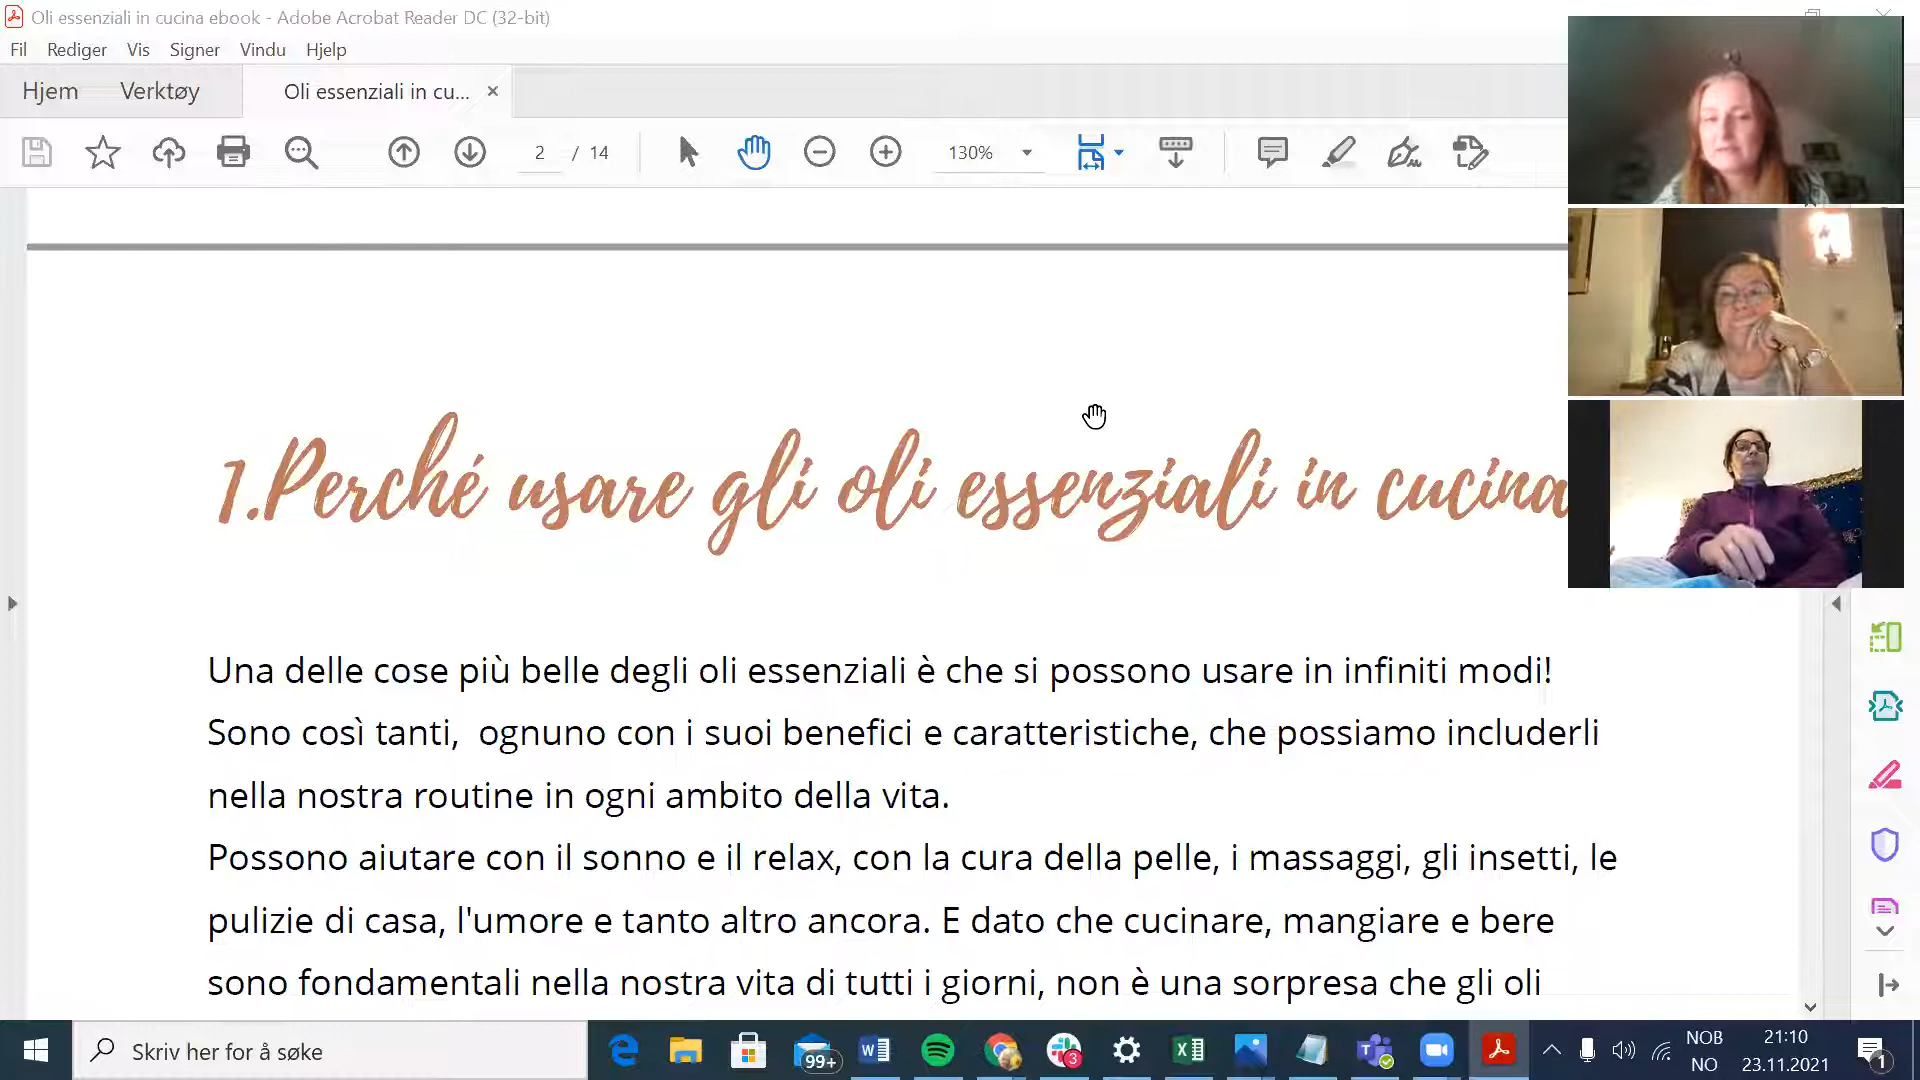 Oli essenziali in cucina ebook - Adobe Acrobat Reader DC (32-bit)
Fil Rediger Vis Signer Vindu Hjelp
Hjem Verktøy Oli essenziali in cu... ×
2 / 14 130%
1.Perché usare gli oli essenziali in cucina
Una delle cose più belle degli oli essenziali è che si possono usare in infiniti modi!
Sono così tanti,  ognuno con i suoi benefici e caratteristiche, che possiamo includerli
nella nostra routine in ogni ambito della vita.
Possono aiutare con il sonno e il relax, con la cura della pelle, i massaggi, gli insetti, le
pulizie di casa, l'umore e tanto altro ancora. E dato che cucinare, mangiare e bere
sono fondamentali nella nostra vita di tutti i giorni, non è una sorpresa che gli oli
Skriv her for å søke
99+
3
NOB
NO
21:10
23.11.2021
1